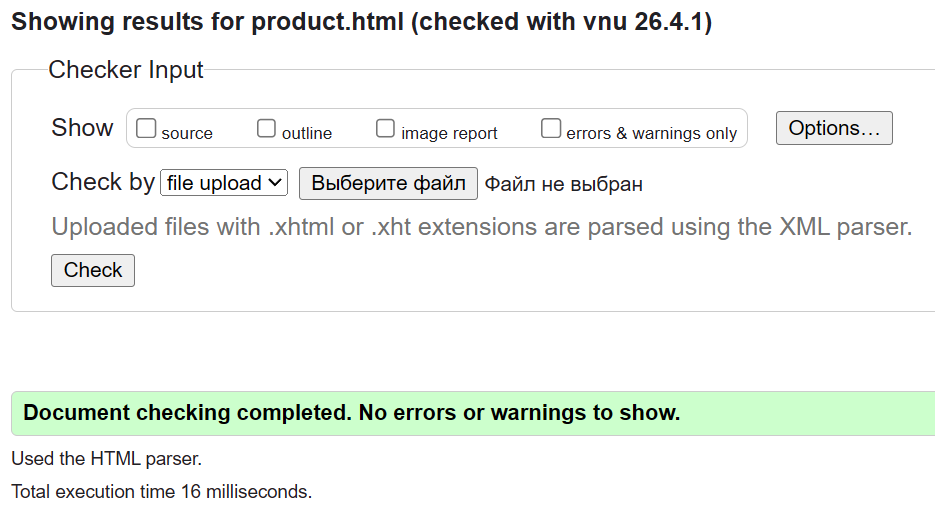 Showing results for product.html (checked with vnu 26.4.1)
Checker Input
Show source outline image report errors & warnings only Options…
Check by file upload Выберите файл Файл не выбран
Uploaded files with .xhtml or .xht extensions are parsed using the XML parser.
Check
Document checking completed. No errors or warnings to show.
Used the HTML parser.
Total execution time 16 milliseconds.